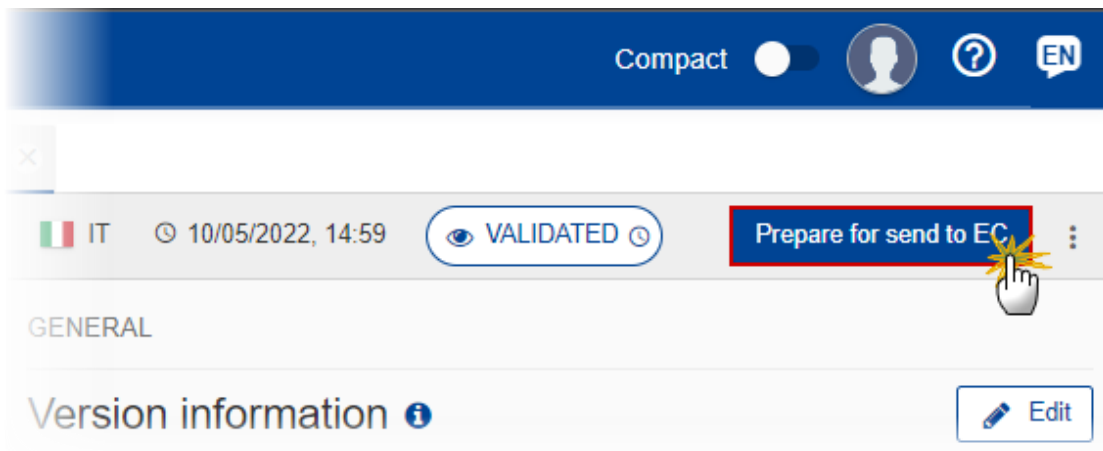 Compact EN
IT 10/05/2022, 14:59 VALIDATED Prepare for send to EC
GENERAL
Version information Edit